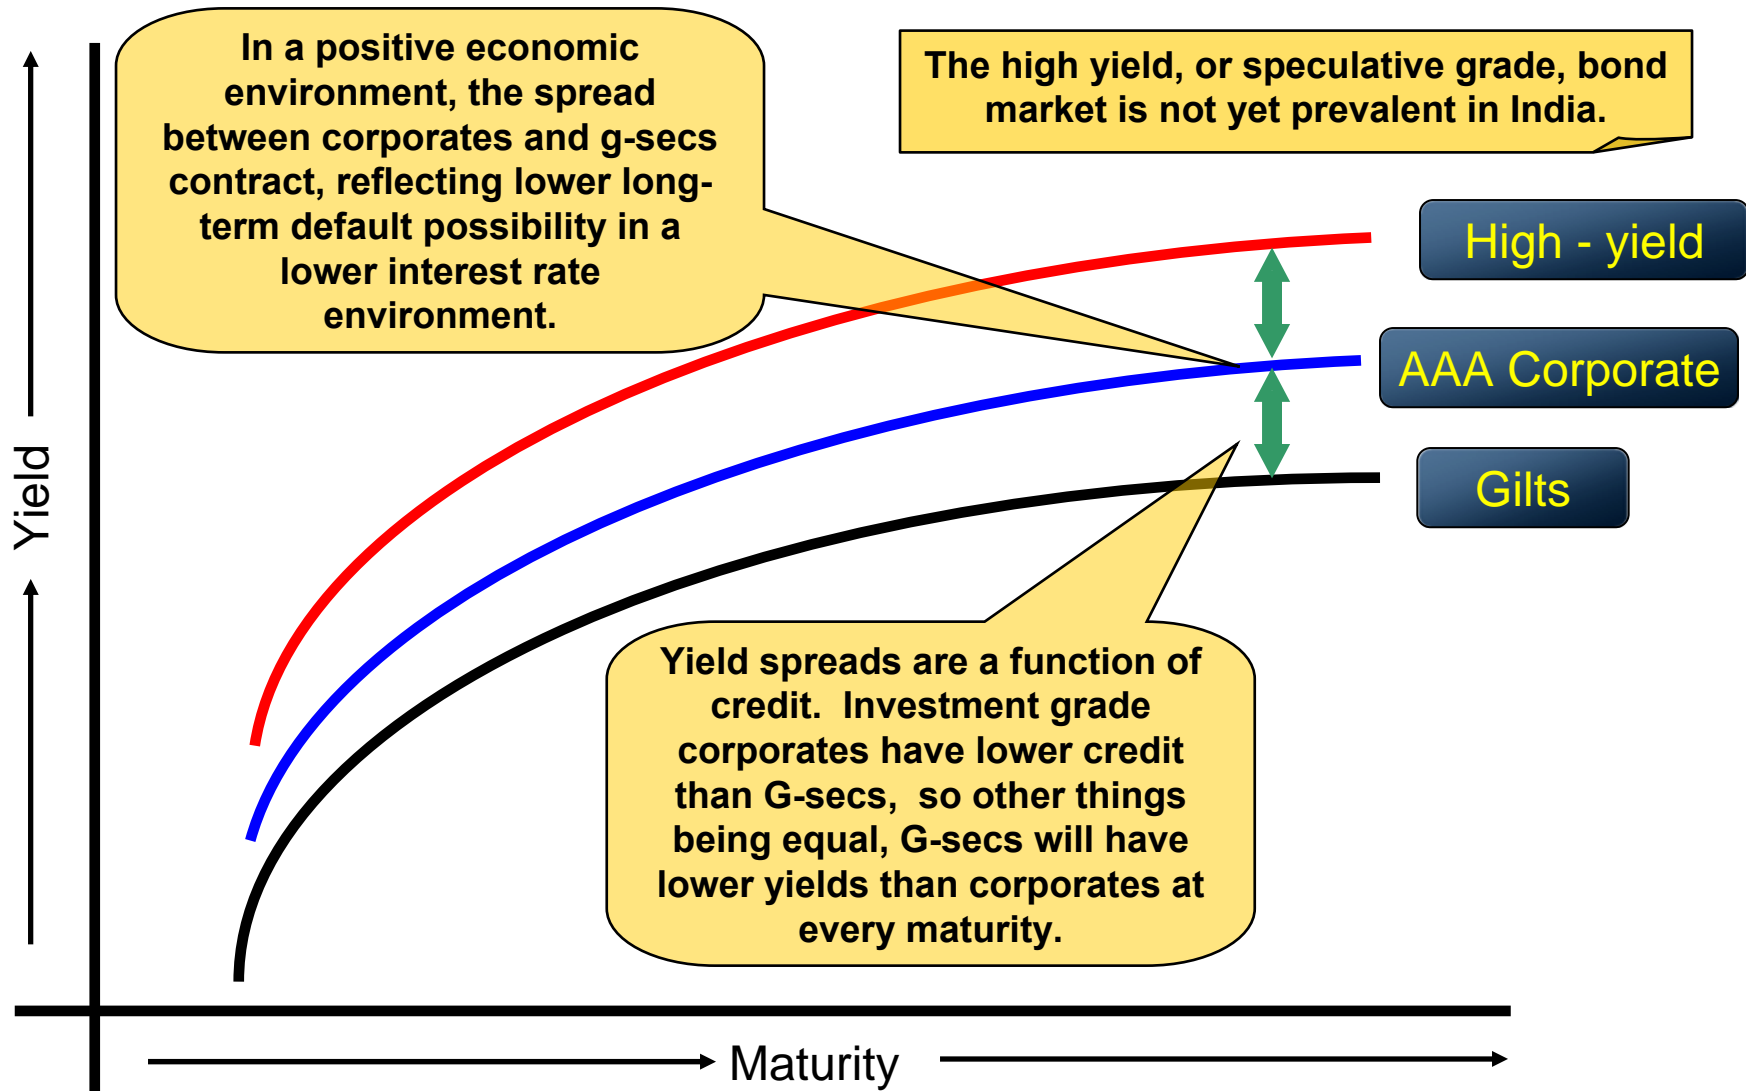 In a positive economic
environment, the spread
between corporates and g-secs
contract, reflecting lower long-
term default possibility in a
lower interest rate
environment.
The high yield, or speculative grade, bond
market is not yet prevalent in India.
High - yield
AAA Corporate
Gilts
Yield
Yield spreads are a function of
credit.  Investment grade
corporates have lower credit
than G-secs,  so other things
being equal, G-secs will have
lower yields than corporates at
every maturity.
Maturity